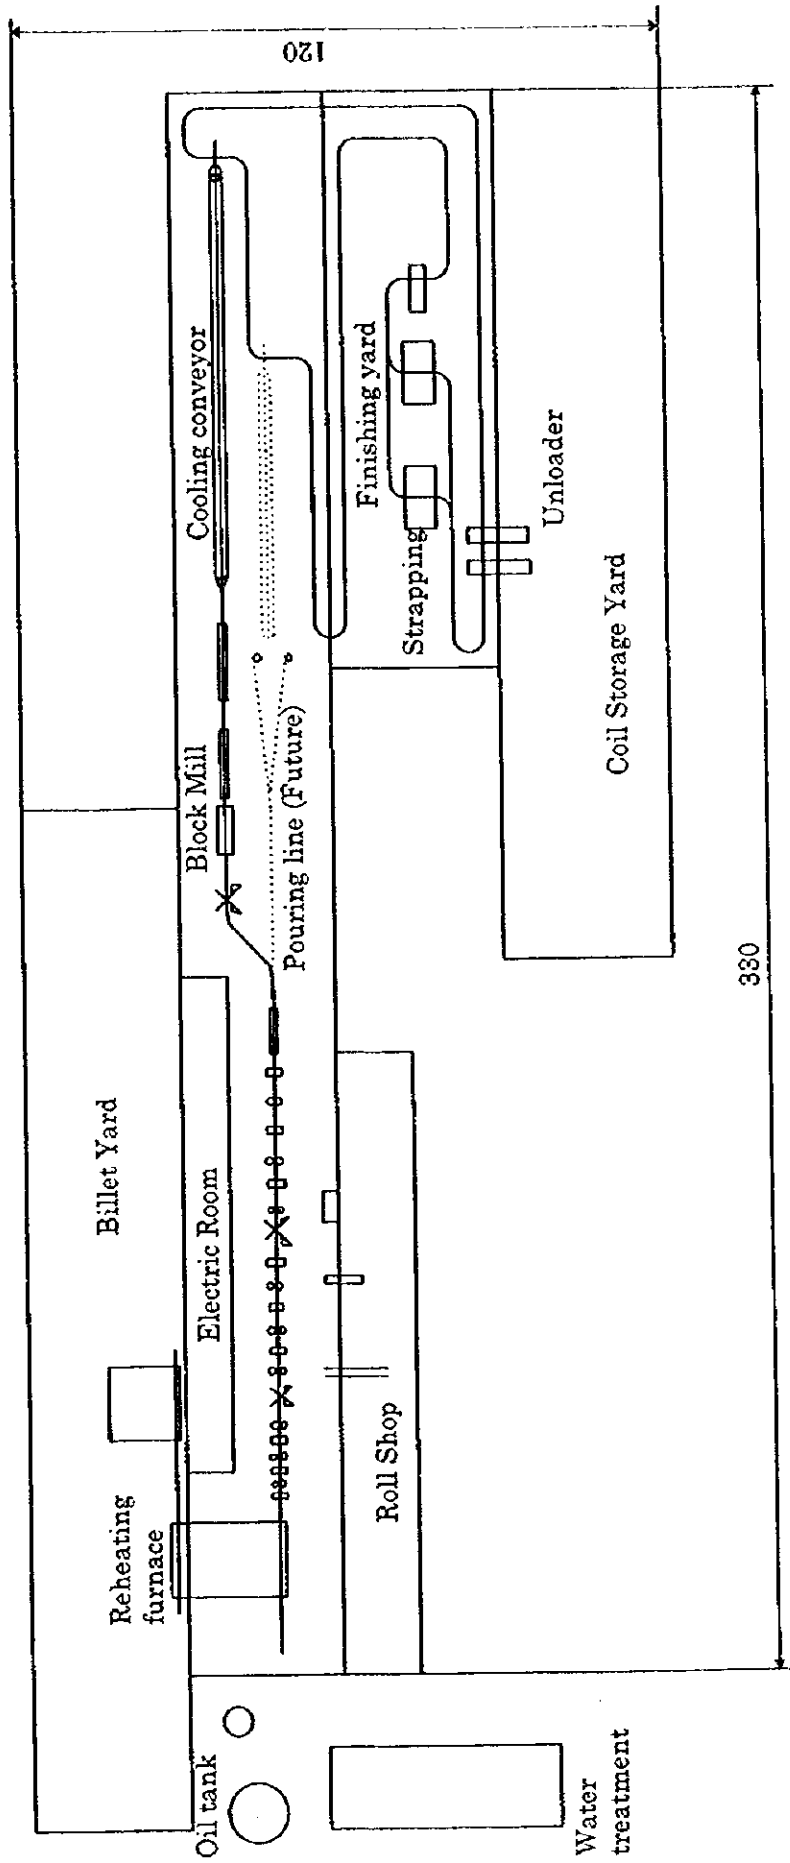 120
Billet Yard
Reheating
furnace
Electric Room
Block Mill
Cooling conveyor
Oil tank
Pouring line (Future)
Finishing yard
Strapping
Roll Shop
Unloader
Coil Storage Yard
Water
treatment
330